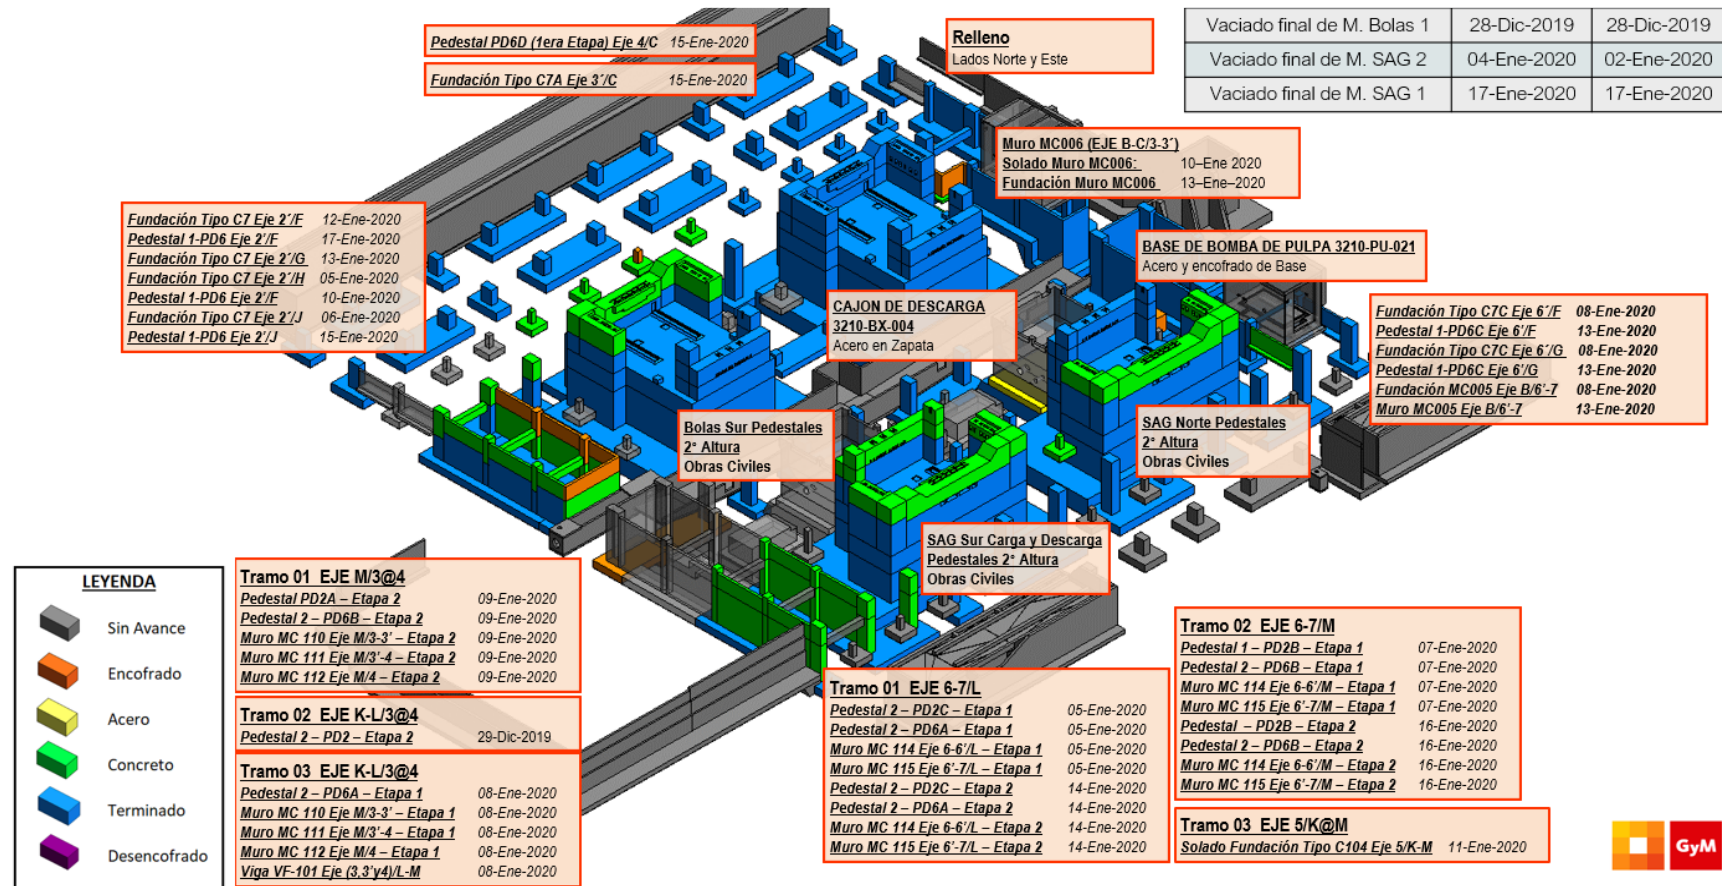 Pedestal PD6D (1era Etapa) Eje 4/C 15-Ene-2020
Fundación Tipo C7A Eje 3´/C 15-Ene-2020
Relleno
Lados Norte y Este
Vaciado final de M. Bolas 1 28-Dic-2019 28-Dic-2019
Vaciado final de M. SAG 2 04-Ene-2020 02-Ene-2020
Vaciado final de M. SAG 1 17-Ene-2020 17-Ene-2020
Muro MC006 (EJE B-C/3-3´)
Solado Muro MC006: 10–Ene 2020
Fundación Muro MC006 13–Ene–2020
Fundación Tipo C7 Eje 2´/F 12-Ene-2020
Pedestal 1-PD6 Eje 2'/F 17-Ene-2020
Fundación Tipo C7 Eje 2´/G 13-Ene-2020
Fundación Tipo C7 Eje 2´/H 05-Ene-2020
Pedestal 1-PD6 Eje 2'/F 10-Ene-2020
Fundación Tipo C7 Eje 2´/J 06-Ene-2020
Pedestal 1-PD6 Eje 2'/J 15-Ene-2020
BASE DE BOMBA DE PULPA 3210-PU-021
Acero y encofrado de Base
CAJON DE DESCARGA
3210-BX-004
Acero en Zapata
Fundación Tipo C7C Eje 6´/F 08-Ene-2020
Pedestal 1-PD6C Eje 6'/F 13-Ene-2020
Fundación Tipo C7C Eje 6´/G 08-Ene-2020
Pedestal 1-PD6C Eje 6'/G 13-Ene-2020
Fundación MC005 Eje B/6'-7 08-Ene-2020
Muro MC005 Eje B/6'-7 13-Ene-2020
Bolas Sur Pedestales
2° Altura
Obras Civiles
SAG Norte Pedestales
2° Altura
Obras Civiles
SAG Sur Carga y Descarga
Pedestales 2° Altura
Obras Civiles
LEYENDA
Sin Avance
Encofrado
Acero
Concreto
Terminado
Desencofrado
Tramo 01 EJE M/3@4
Pedestal PD2A – Etapa 2 09-Ene-2020
Pedestal 2 – PD6B – Etapa 2 09-Ene-2020
Muro MC 110 Eje M/3-3' – Etapa 2 09-Ene-2020
Muro MC 111 Eje M/3'-4 – Etapa 2 09-Ene-2020
Muro MC 112 Eje M/4 – Etapa 2 09-Ene-2020
Tramo 02 EJE K-L/3@4
Pedestal 2 – PD2 – Etapa 2 29-Dic-2019
Tramo 03 EJE K-L/3@4
Pedestal 2 – PD6A – Etapa 1 08-Ene-2020
Muro MC 110 Eje M/3-3' – Etapa 1 08-Ene-2020
Muro MC 111 Eje M/3'-4 – Etapa 1 08-Ene-2020
Muro MC 112 Eje M/4 – Etapa 1 08-Ene-2020
Viga VF-101 Eje (3,3'y4)/L-M 08-Ene-2020
Tramo 01 EJE 6-7/L
Pedestal 2 – PD2C – Etapa 1 05-Ene-2020
Pedestal 2 – PD6A – Etapa 1 05-Ene-2020
Muro MC 114 Eje 6-6'/L – Etapa 1 05-Ene-2020
Muro MC 115 Eje 6'-7/L – Etapa 1 05-Ene-2020
Pedestal 2 – PD2C – Etapa 2 14-Ene-2020
Pedestal 2 – PD6A – Etapa 2 14-Ene-2020
Muro MC 114 Eje 6-6'/L – Etapa 2 14-Ene-2020
Muro MC 115 Eje 6'-7/L – Etapa 2 14-Ene-2020
Tramo 02 EJE 6-7/M
Pedestal 1 – PD2B – Etapa 1 07-Ene-2020
Pedestal 2 – PD6B – Etapa 1 07-Ene-2020
Muro MC 114 Eje 6-6'/M – Etapa 1 07-Ene-2020
Muro MC 115 Eje 6'-7/M – Etapa 1 07-Ene-2020
Pedestal – PD2B – Etapa 2 16-Ene-2020
Pedestal 2 – PD6B – Etapa 2 16-Ene-2020
Muro MC 114 Eje 6-6'/M – Etapa 2 16-Ene-2020
Muro MC 115 Eje 6'-7/M – Etapa 2 16-Ene-2020
Tramo 03 EJE 5/K@M
Solado Fundación Tipo C104 Eje 5/K-M 11-Ene-2020
GyM